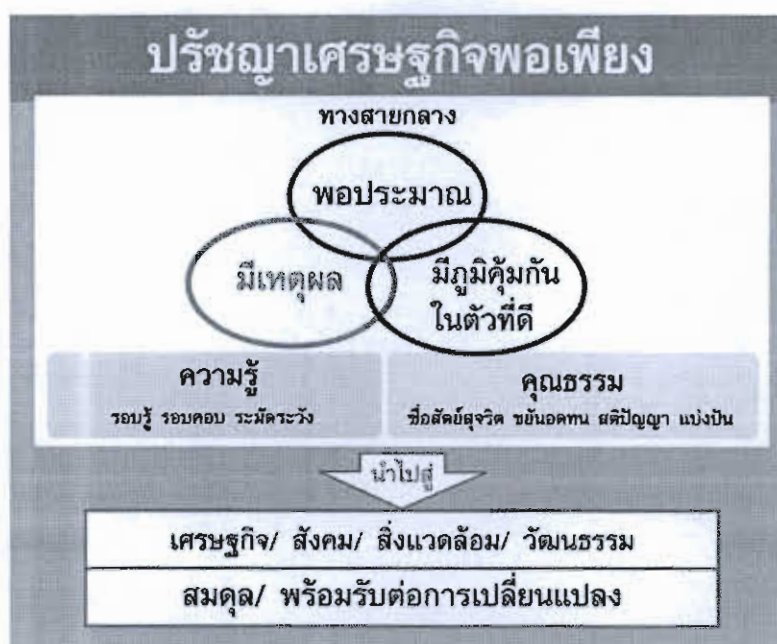 ปรัชญาเศรษฐกิจพอเพียง
ทางสายกลาง
พอประมาณ
มีเหตุผล
มีภูมิคุ้มกัน
ในตัวที่ดี
ความรู้
รอบรู้ รอบคอบ ระมัดระวัง
คุณธรรม
ซื่อสัตย์สุจริต ขยันอดทน สติปัญญา แบ่งปัน
นำไปสู่
เศรษฐกิจ/ สังคม/ สิ่งแวดล้อม/ วัฒนธรรม
สมดุล/ พร้อมรับต่อการเปลี่ยนแปลง